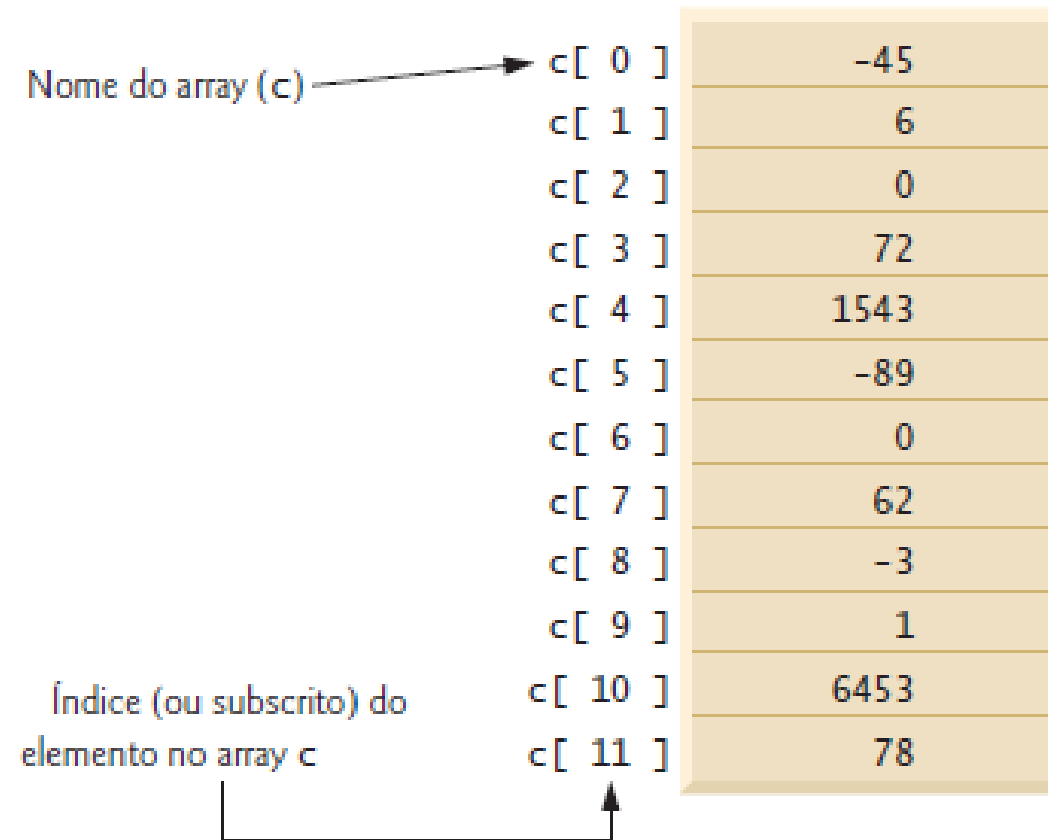 Nome do array (c)
c[ 0 ] -45
c[ 1 ] 6
c[ 2 ] 0
c[ 3 ] 72
c[ 4 ] 1543
c[ 5 ] -89
c[ 6 ] 0
c[ 7 ] 62
c[ 8 ] -3
c[ 9 ] 1
c[ 10 ] 6453
c[ 11 ] 78
Índice (ou subscrito) do
elemento no array c